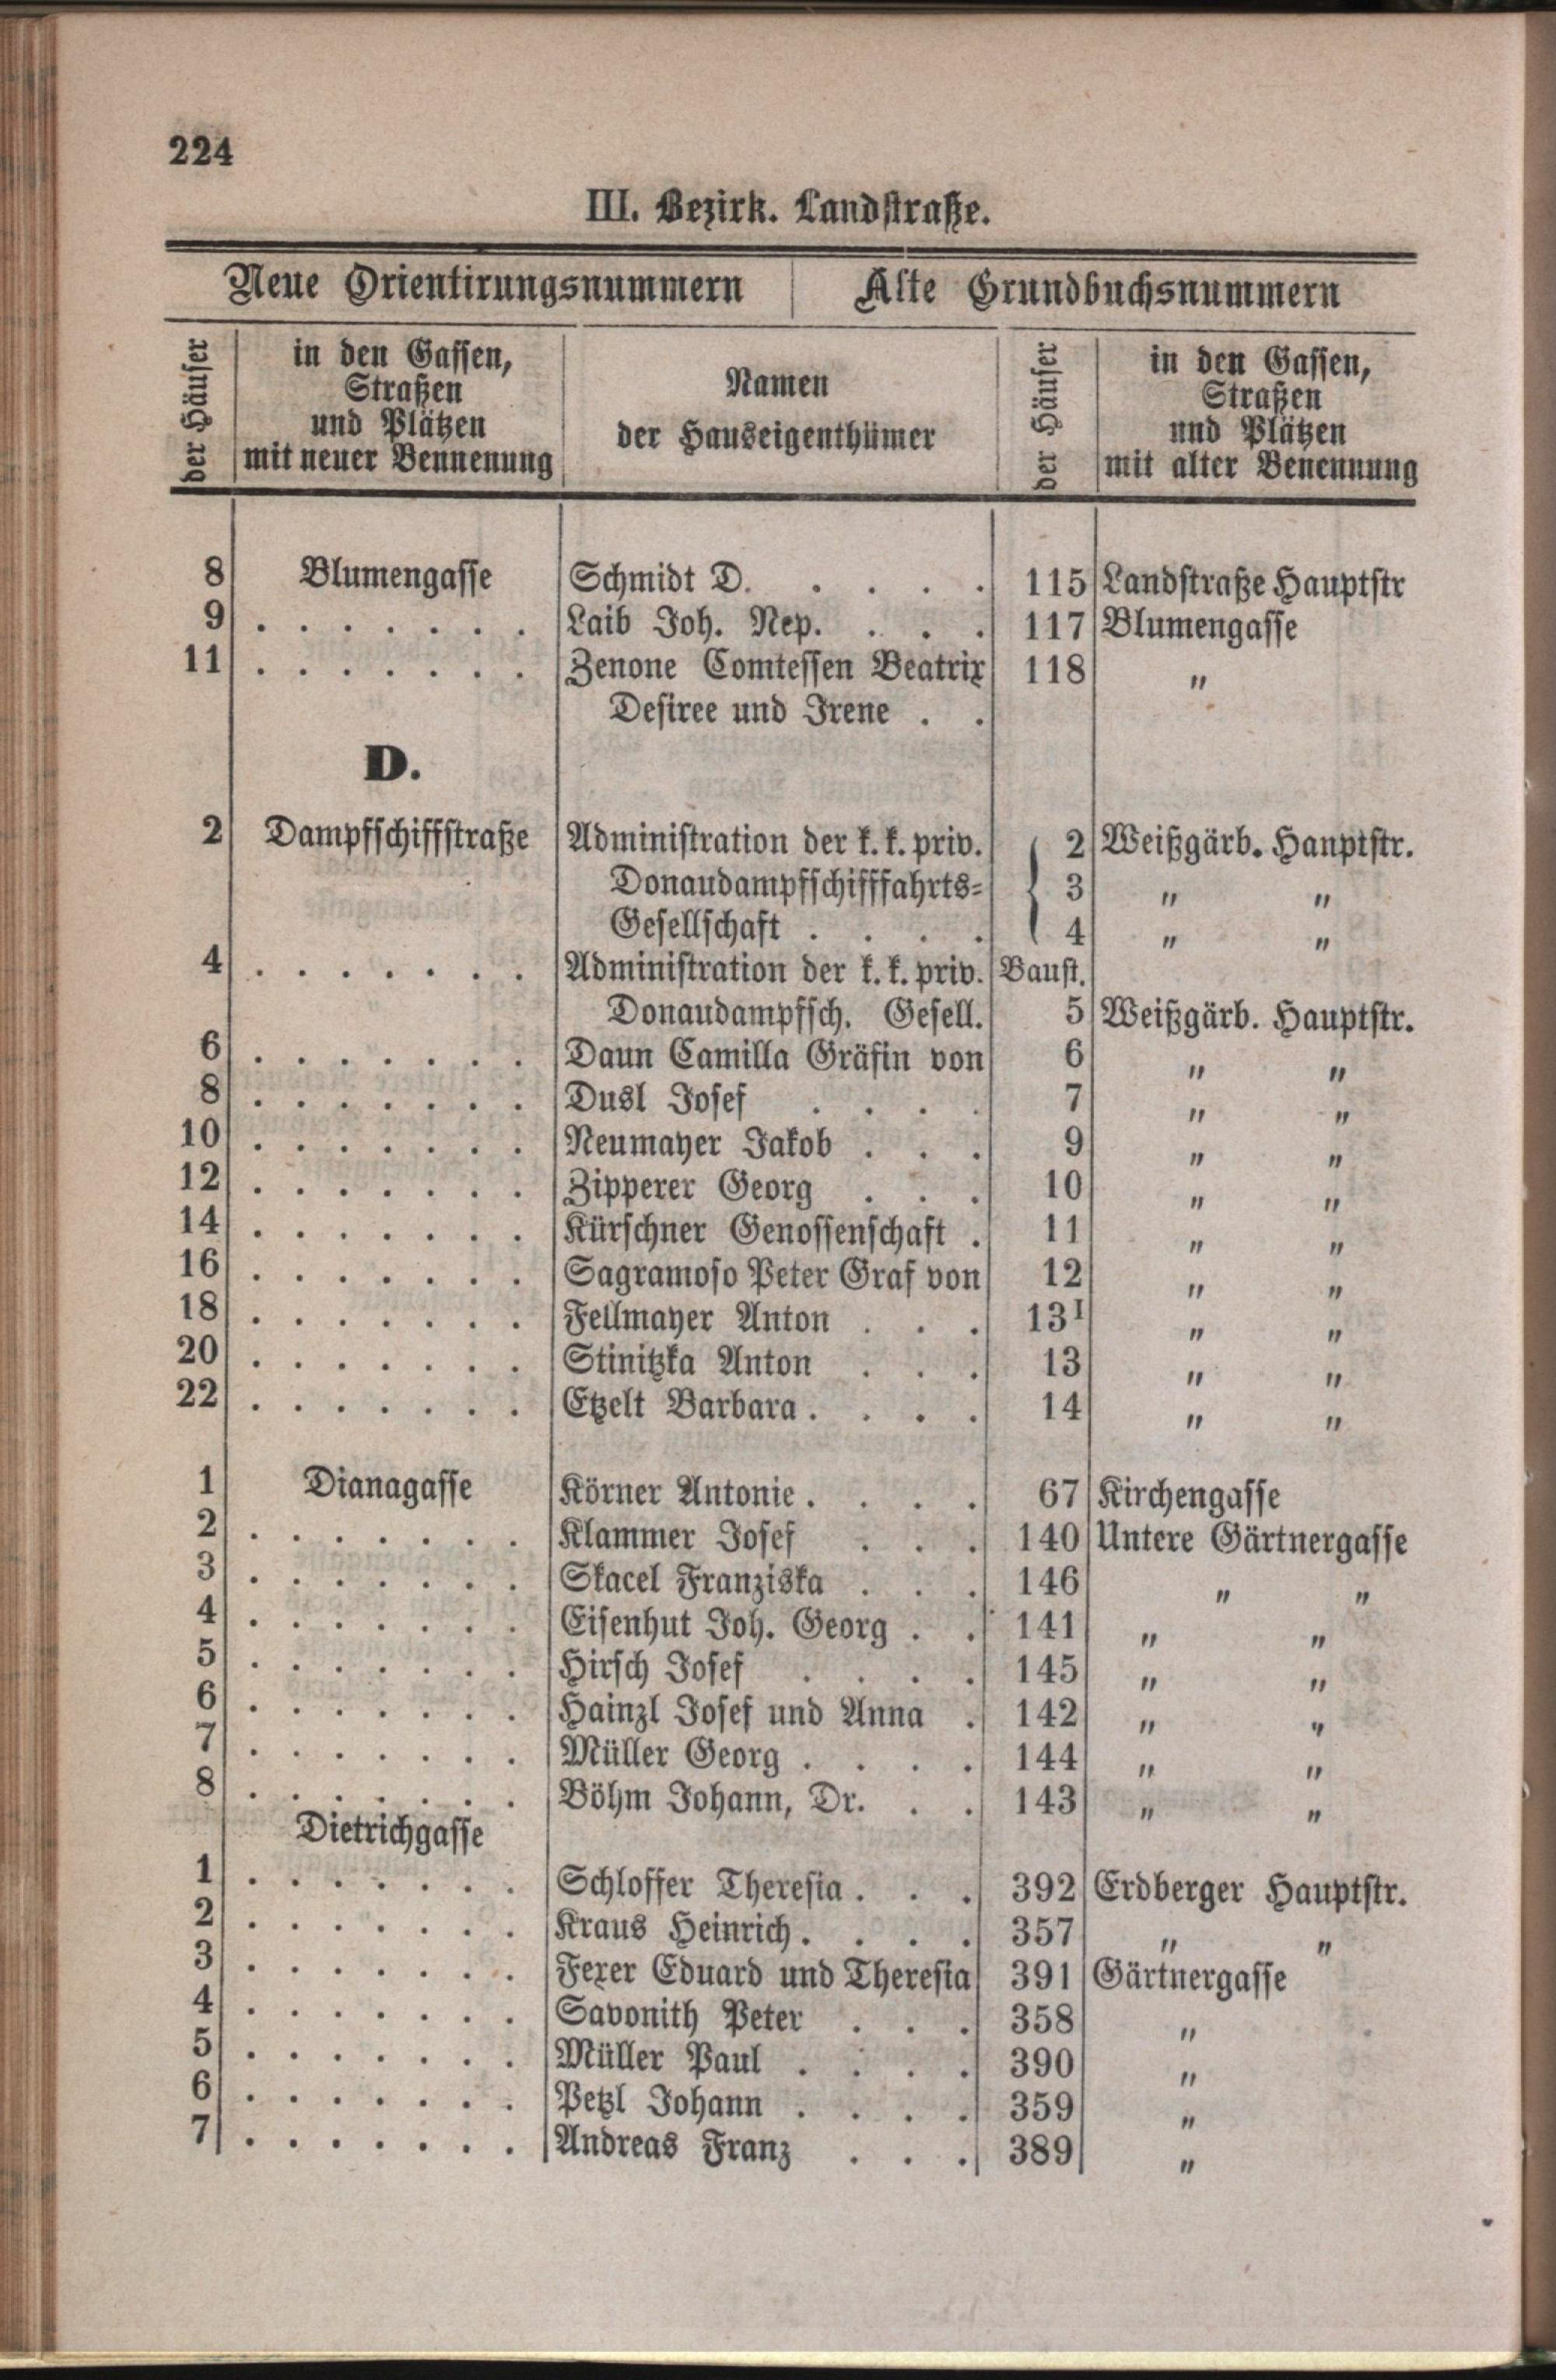 224
III. Bezirk. Landstraße.
Neue Orientirungsnummern | Alte Grundbuchsnummern
der Häuser | in den Gassen, Straßen und Plätzen mit neuer Bennenung | Namen der Hauseigenthümer | der Häuser | in den Gassen, Straßen und Plätzen mit alter Benennung
8 Blumengasse Schmidt D. . . . . 115 Landstraße Hauptstr
9 . . . . . . . Laib Joh. Nep. . . . 117 Blumengasse
11 . . . . . . . Zenone Comtessen Beatrix 118 "
Desiree und Irene . .
D.
2 Dampfschiffstraße Administration der k. k. priv. 2 Weißgärb. Hanptstr.
Donaudampfschifffahrts= 3 " "
Gesellschaft . . . . 4 " "
4 . . . . . . . Administration der k. k. priv. Baust.
Donaudampfsch. Gesell. 5 Weißgärb. Hauptstr.
6 . . . . . . . Daun Camilla Gräfin von 6 " "
8 . . . . . . . Dusl Josef . . . . 7 " "
10 . . . . . . . Neumayer Jakob . . . 9 " "
12 . . . . . . . Zipperer Georg . . . 10 " "
14 . . . . . . . Kürschner Genossenschaft . 11 " "
16 . . . . . . . Sagramoso Peter Graf von 12 " "
18 . . . . . . . Fellmayer Anton . . . 13I " "
20 . . . . . . . Stinitzka Anton . . . 13 " "
22 . . . . . . . Etzelt Barbara . . . . 14 " "
1 Dianagasse Körner Antonie . . . . 67 Kirchengasse
2 . . . . . . . Klammer Josef . . . 140 Untere Gärtnergasse
3 . . . . . . . Skacel Franziska . . . 146 " "
4 . . . . . . . Eisenhut Joh. Georg . . 141 " "
5 . . . . . . . Hirsch Josef . . . . 145 " "
6 . . . . . . . Hainzl Josef und Anna . 142 " "
7 . . . . . . . Müller Georg . . . . 144 " "
8 . . . . . . . Böhm Johann, Dr. . . 143 " "
Dietrichgasse
1 . . . . . . . Schloffer Theresia . . . 392 Erdberger Hauptstr.
2 . . . . . . . Kraus Heinrich . . . . 357 " "
3 . . . . . . . Fexer Eduard und Theresia 391 Gärtnergasse
4 . . . . . . . Savonith Peter . . . 358 "
5 . . . . . . . Müller Paul . . . . 390 "
6 . . . . . . . Petzl Johann . . . . 359 "
7 . . . . . . . Andreas Franz . . . 389 "